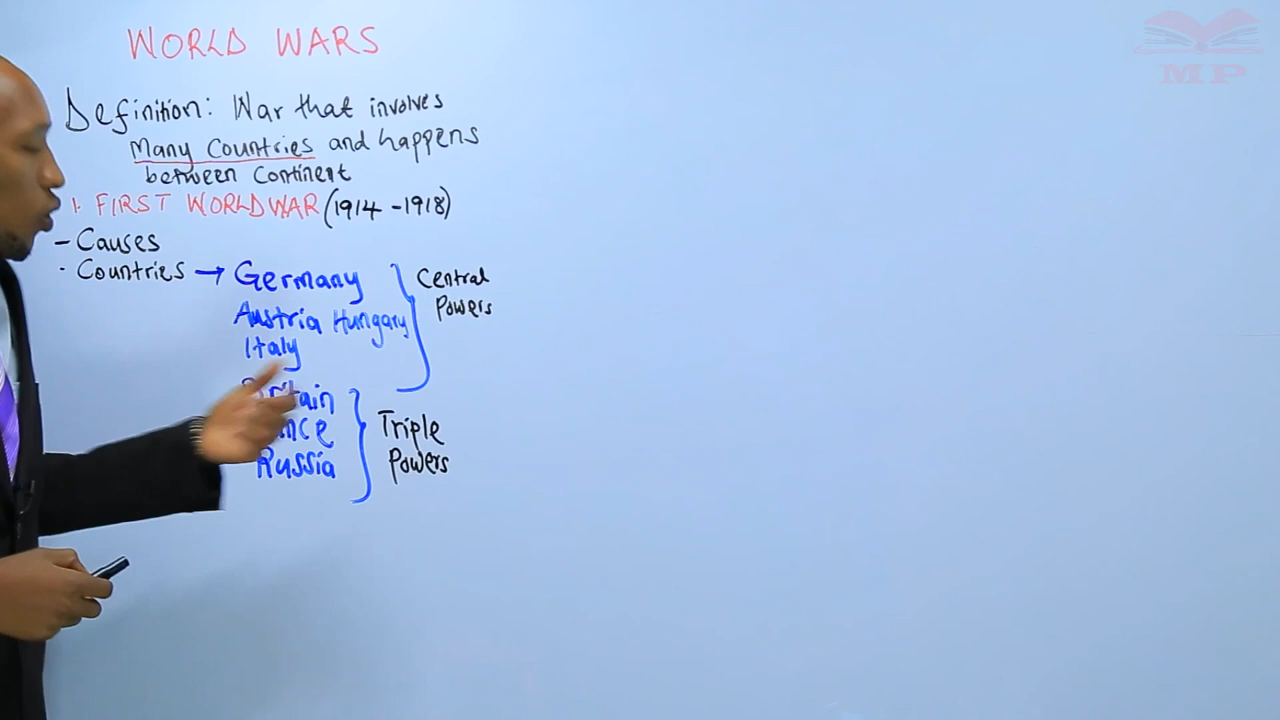 WORLD WARS
Definition: War that involves
Many Countries and happens
between Continent
1. FIRST WORLD WAR (1914 - 1918)
- Causes
· Countries → Germany
Austria Hungary
Italy
Central
Powers
Britain
Russia
Triple
Powers
MP